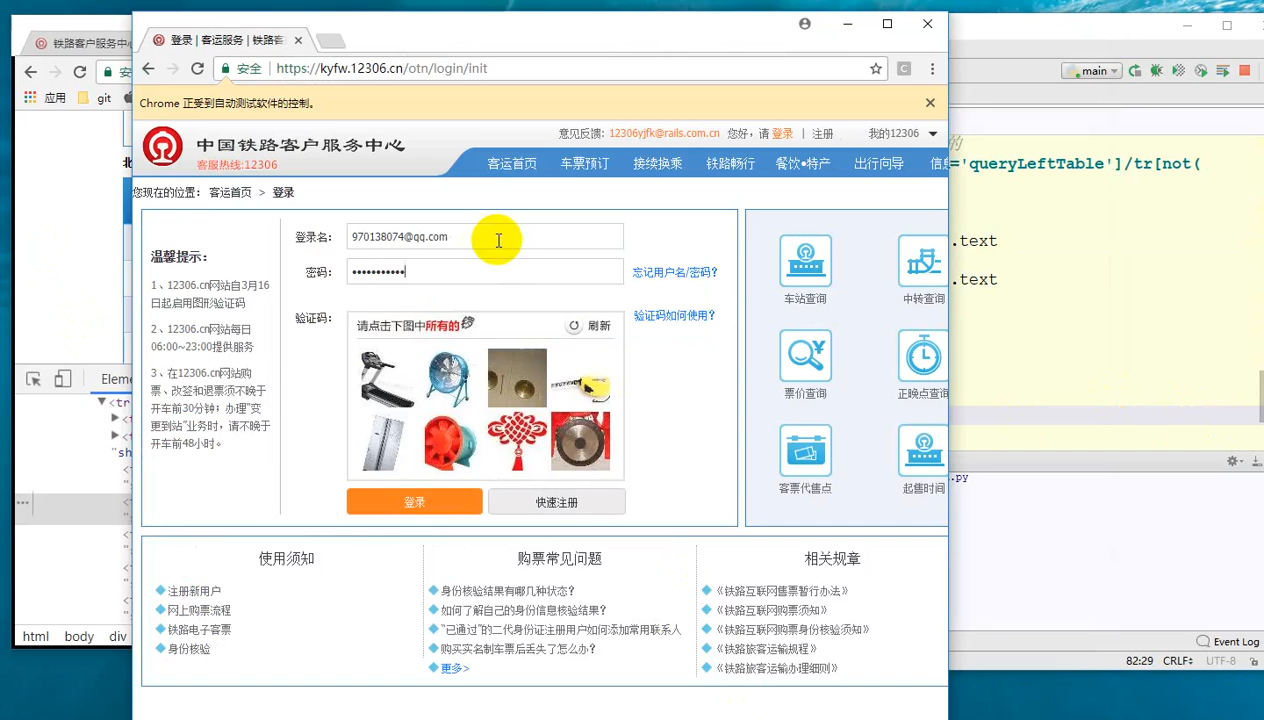 铁路客户服务中心
登录 | 客运服务 | 铁路客
安全
https://kyfw.12306.cn/otn/login/init
应用
git
Chrome 正受到自动测试软件的控制。
main
中国铁路客户服务中心
客服热线:12306
意见反馈: 12306yjfk@rails.com.cn 您好，请 登录 | 注册 我的12306
客运首页 车票预订 接续换乘 铁路畅行 餐饮•特产 出行向导 信息
您现在的位置： 客运首页 > 登录
的
='queryLeftTable']/tr[not(
.text
.text
温馨提示：
1、12306.cn网站自3月16
日起启用图形验证码
2、12306.cn网站每日
06:00~23:00提供服务
3、在12306.cn网站购
票、改签和退票须不晚于
开车前30分钟；办理“变
更到站”业务时，请不晚于
开车前48小时。
登录名： 970138074@qq.com
密码： •••••••••••
忘记用户名/密码？
验证码：
验证码如何使用？
请点击下图中所有的
刷新
登录
快速注册
车站查询
中转查询
票价查询
正晚点查询
客票代售点
起售时间
Eleme
<tr
"sh
.py
使用须知
注册新用户
网上购票流程
铁路电子客票
身份核验
购票常见问题
身份核验结果有哪几种状态？
如何了解自己的身份信息核验结果？
“已通过”的二代身份证注册用户如何添加常用联系人
购买实名制车票后丢失了怎么办？
更多>
相关规章
《铁路互联网售票暂行办法》
《铁路互联网购票须知》
《铁路互联网购票身份核验须知》
《铁路旅客运输规程》
《铁路旅客运输办理细则》
html body div
Event Log
82:29 CRLF UTF-8